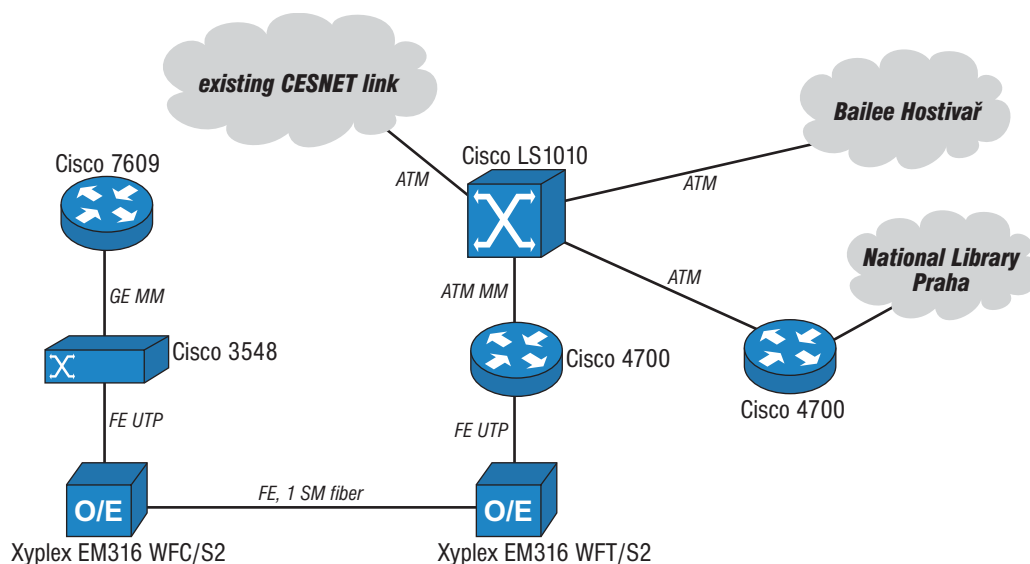 existing CESNET link
Bailee Hostivař
Cisco 7609
Cisco LS1010
ATM
ATM
National Library
Praha
GE MM
ATM MM
ATM
Cisco 3548
Cisco 4700
Cisco 4700
FE UTP
FE UTP
O/E
FE, 1 SM fiber
O/E
Xyplex EM316 WFC/S2
Xyplex EM316 WFT/S2